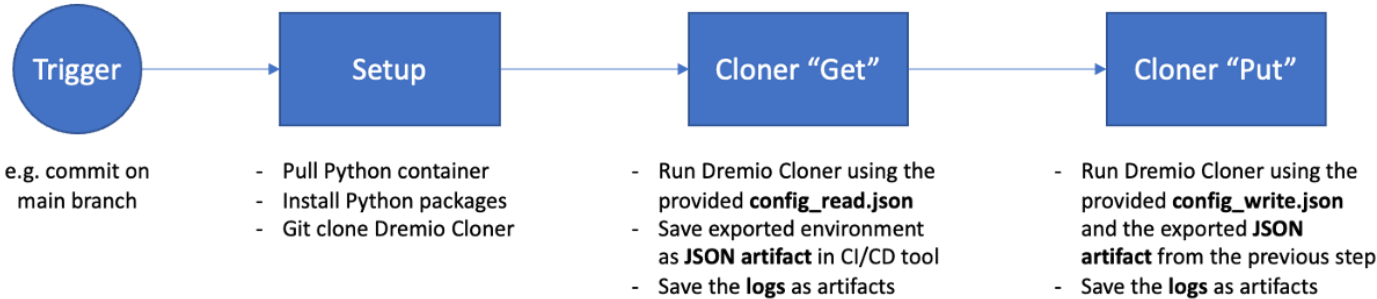 Trigger
Setup
Cloner “Get”
Cloner “Put”
e.g. commit on
main branch
- Pull Python container
- Install Python packages
- Git clone Dremio Cloner
- Run Dremio Cloner using the
provided config_read.json
- Save exported environment
as JSON artifact in CI/CD tool
- Save the logs as artifacts
- Run Dremio Cloner using the
provided config_write.json
and the exported JSON
artifact from the previous step
- Save the logs as artifacts